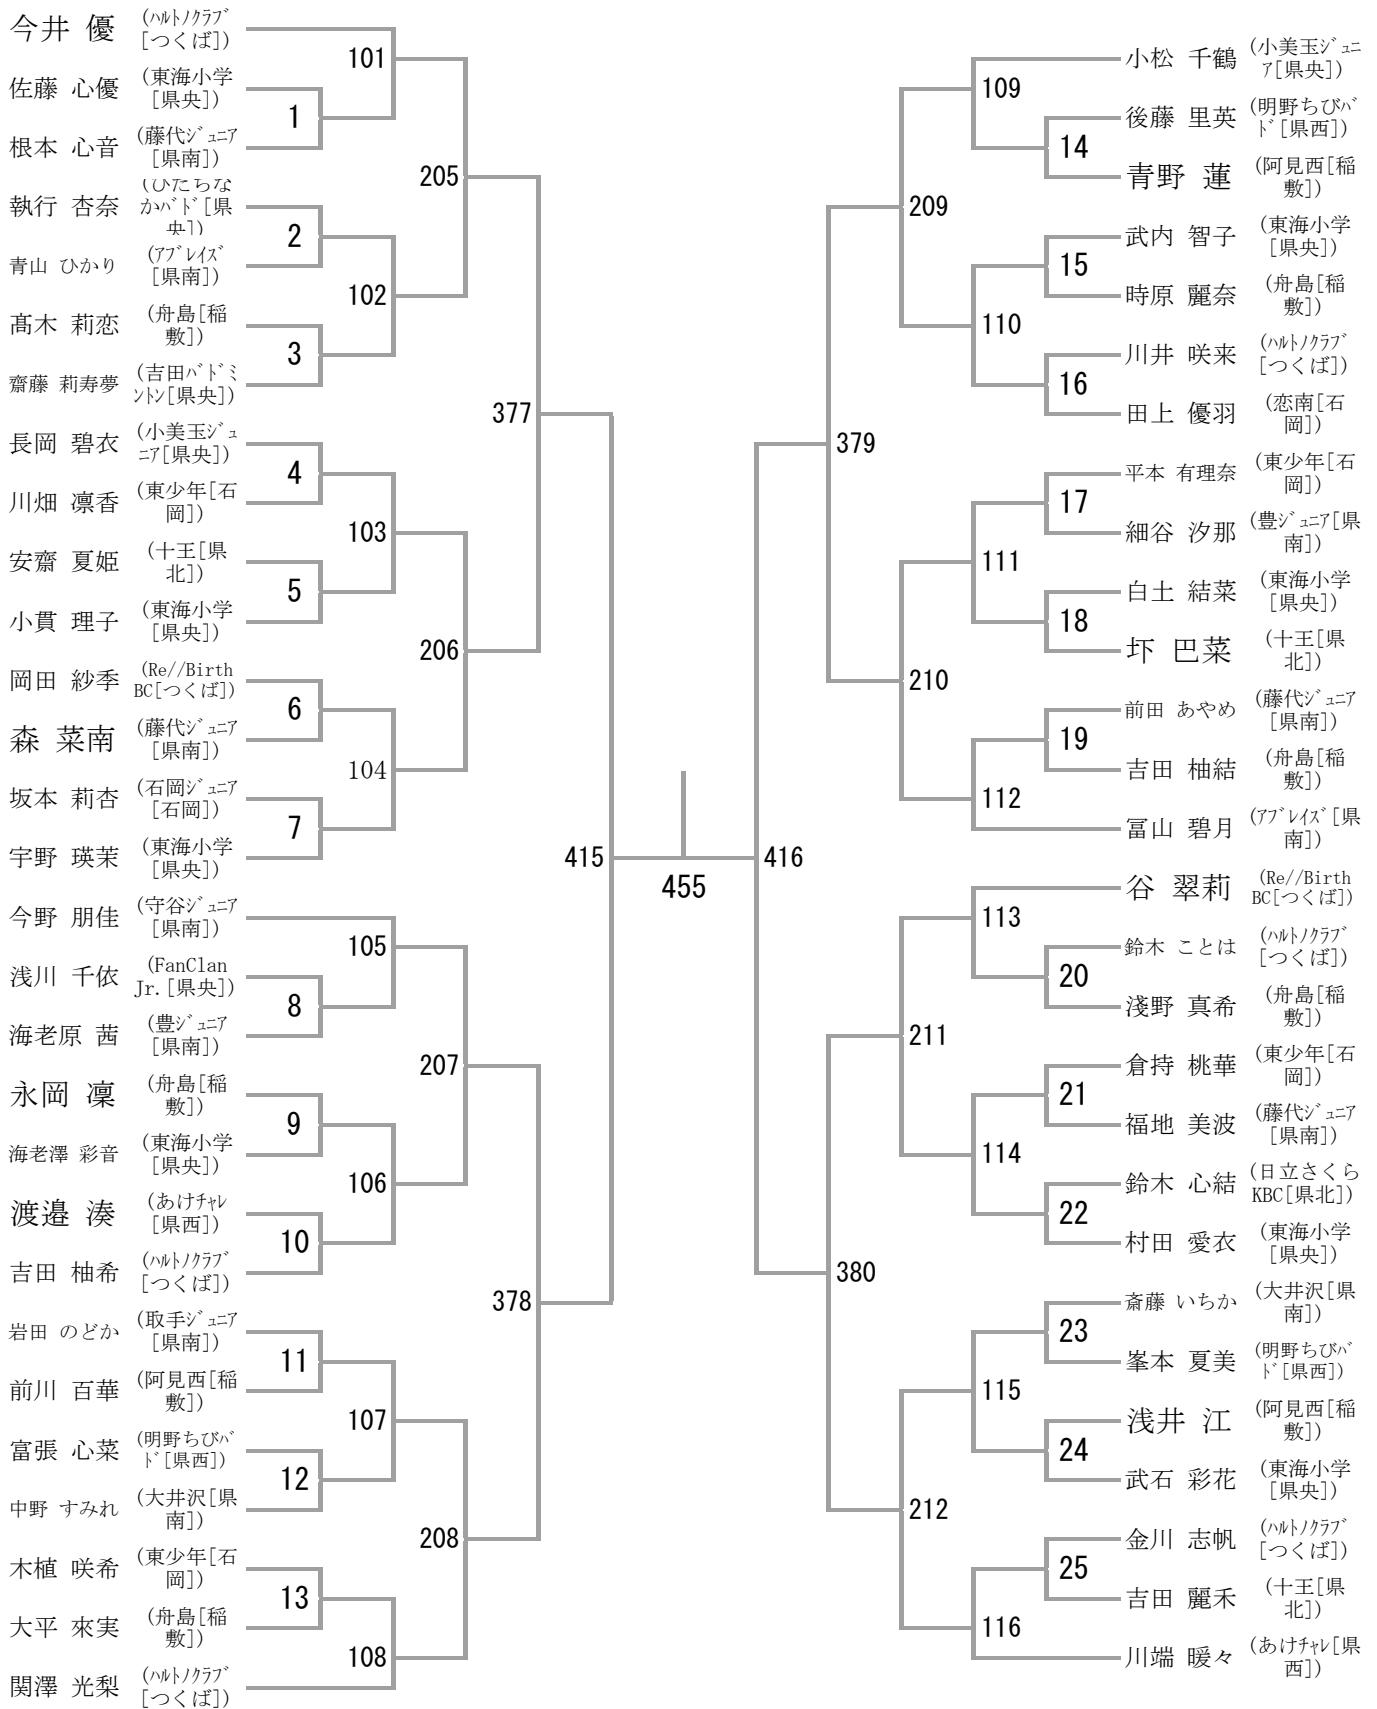 今井 優 (ﾊﾙﾄﾉｸﾗﾌﾞ
[つくば])
101
佐藤 心優 (東海小学
[県央])
1
根本 心音 (藤代ｼﾞｭﾆｱ
[県南])
205
執行 杏奈 (ひたちな
かﾊﾞﾄﾞ[県
央])
2
青山 ひかり (ｱﾌﾞﾚｲｽﾞ
[県南])
102
髙木 莉恋 (舟島[稲
敷])
3
齋藤 莉寿夢 (吉田ﾊﾞﾄﾞﾐ
ﾝﾄﾝ[県央])
377
長岡 碧衣 (小美玉ｼﾞｭ
ﾆｱ[県央])
4
川畑 凛香 (東少年[石
岡])
103
安齋 夏姫 (十王[県
北])
5
小貫 理子 (東海小学
[県央])
206
岡田 紗季 (Re//Birth
BC[つくば])
6
森 菜南 (藤代ｼﾞｭﾆｱ
[県南])
104
坂本 莉杏 (石岡ｼﾞｭﾆｱ
[石岡])
7
宇野 瑛茉 (東海小学
[県央])
415
455
今野 朋佳 (守谷ｼﾞｭﾆｱ
[県南])
105
浅川 千依 (FanClan
Jr.[県央])
8
海老原 茜 (豊ｼﾞｭﾆｱ
[県南])
207
永岡 凜 (舟島[稲
敷])
9
海老澤 彩音 (東海小学
[県央])
106
渡邉 湊 (あけﾁｬﾚ
[県西])
10
吉田 柚希 (ﾊﾙﾄﾉｸﾗﾌﾞ
[つくば])
378
岩田 のどか (取手ｼﾞｭﾆｱ
[県南])
11
前川 百華 (阿見西[稲
敷])
107
富張 心菜 (明野ちびﾊﾞ
ﾄﾞ[県西])
12
中野 すみれ (大井沢[県
南])
208
木植 咲希 (東少年[石
岡])
13
大平 來実 (舟島[稲
敷])
108
関澤 光梨 (ﾊﾙﾄﾉｸﾗﾌﾞ
[つくば])
小松 千鶴 (小美玉ｼﾞｭﾆ
ｱ[県央])
109
後藤 里英 (明野ちびﾊﾞ
ﾄﾞ[県西])
14
青野 蓮 (阿見西[稲
敷])
209
武内 智子 (東海小学
[県央])
15
時原 麗奈 (舟島[稲
敷])
110
川井 咲来 (ﾊﾙﾄﾉｸﾗﾌﾞ
[つくば])
16
田上 優羽 (恋南[石
岡])
379
平本 有理奈 (東少年[石
岡])
17
細谷 汐那 (豊ｼﾞｭﾆｱ[県
南])
111
白土 結菜 (東海小学
[県央])
18
圷 巴菜 (十王[県
北])
210
前田 あやめ (藤代ｼﾞｭﾆｱ
[県南])
19
吉田 柚結 (舟島[稲
敷])
112
冨山 碧月 (ｱﾌﾞﾚｲｽﾞ[県
南])
416
谷 翠莉 (Re//Birth
BC[つくば])
113
鈴木 ことは (ﾊﾙﾄﾉｸﾗﾌﾞ
[つくば])
20
淺野 真希 (舟島[稲
敷])
211
倉持 桃華 (東少年[石
岡])
21
福地 美波 (藤代ｼﾞｭﾆｱ
[県南])
114
鈴木 心結 (日立さくら
KBC[県北])
22
村田 愛衣 (東海小学
[県央])
380
斎藤 いちか (大井沢[県
南])
23
峯本 夏美 (明野ちびﾊﾞ
ﾄﾞ[県西])
115
浅井 江 (阿見西[稲
敷])
24
武石 彩花 (東海小学
[県央])
212
金川 志帆 (ﾊﾙﾄﾉｸﾗﾌﾞ
[つくば])
25
吉田 麗禾 (十王[県
北])
116
川端 暖々 (あけﾁｬﾚ[県
西])